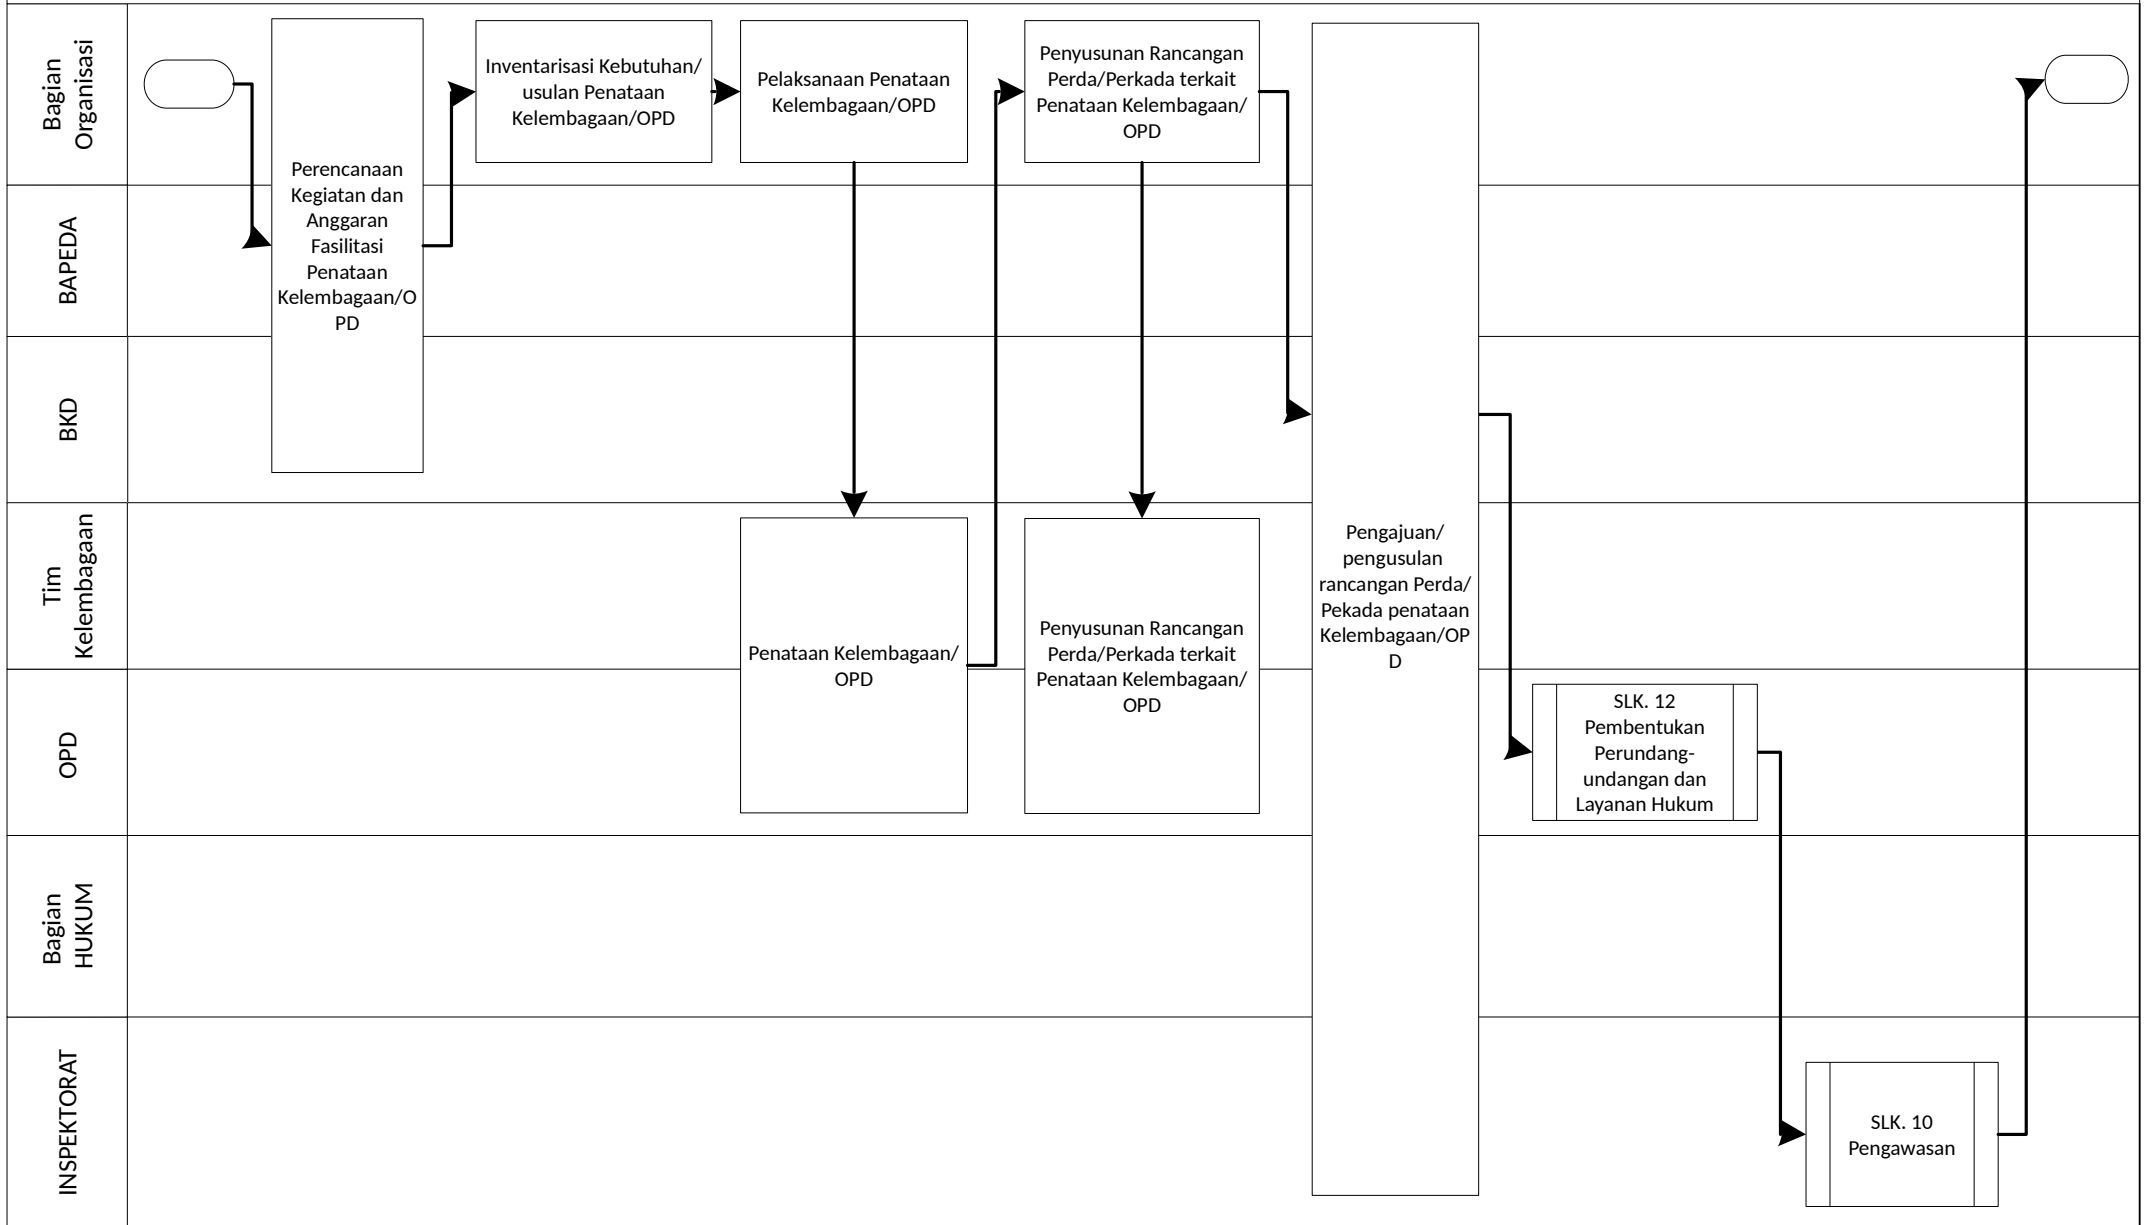 Bagian
Organisasi
BAPEDA
BKD
Tim
Kelembagaan
OPD
Bagian
HUKUM
INSPEKTORAT
Perencanaan
Kegiatan dan
Anggaran
Fasilitasi
Penataan
Kelembagaan/O
PD
Inventarisasi Kebutuhan/
usulan Penataan
Kelembagaan/OPD
Pelaksanaan Penataan
Kelembagaan/OPD
Penataan Kelembagaan/
OPD
Penyusunan Rancangan
Perda/Perkada terkait
Penataan Kelembagaan/
OPD
Penyusunan Rancangan
Perda/Perkada terkait
Penataan Kelembagaan/
OPD
Pengajuan/
pengusulan
rancangan Perda/
Pekada penataan
Kelembagaan/OP
D
SLK. 12
Pembentukan
Perundang-
undangan dan
Layanan Hukum
SLK. 10
Pengawasan